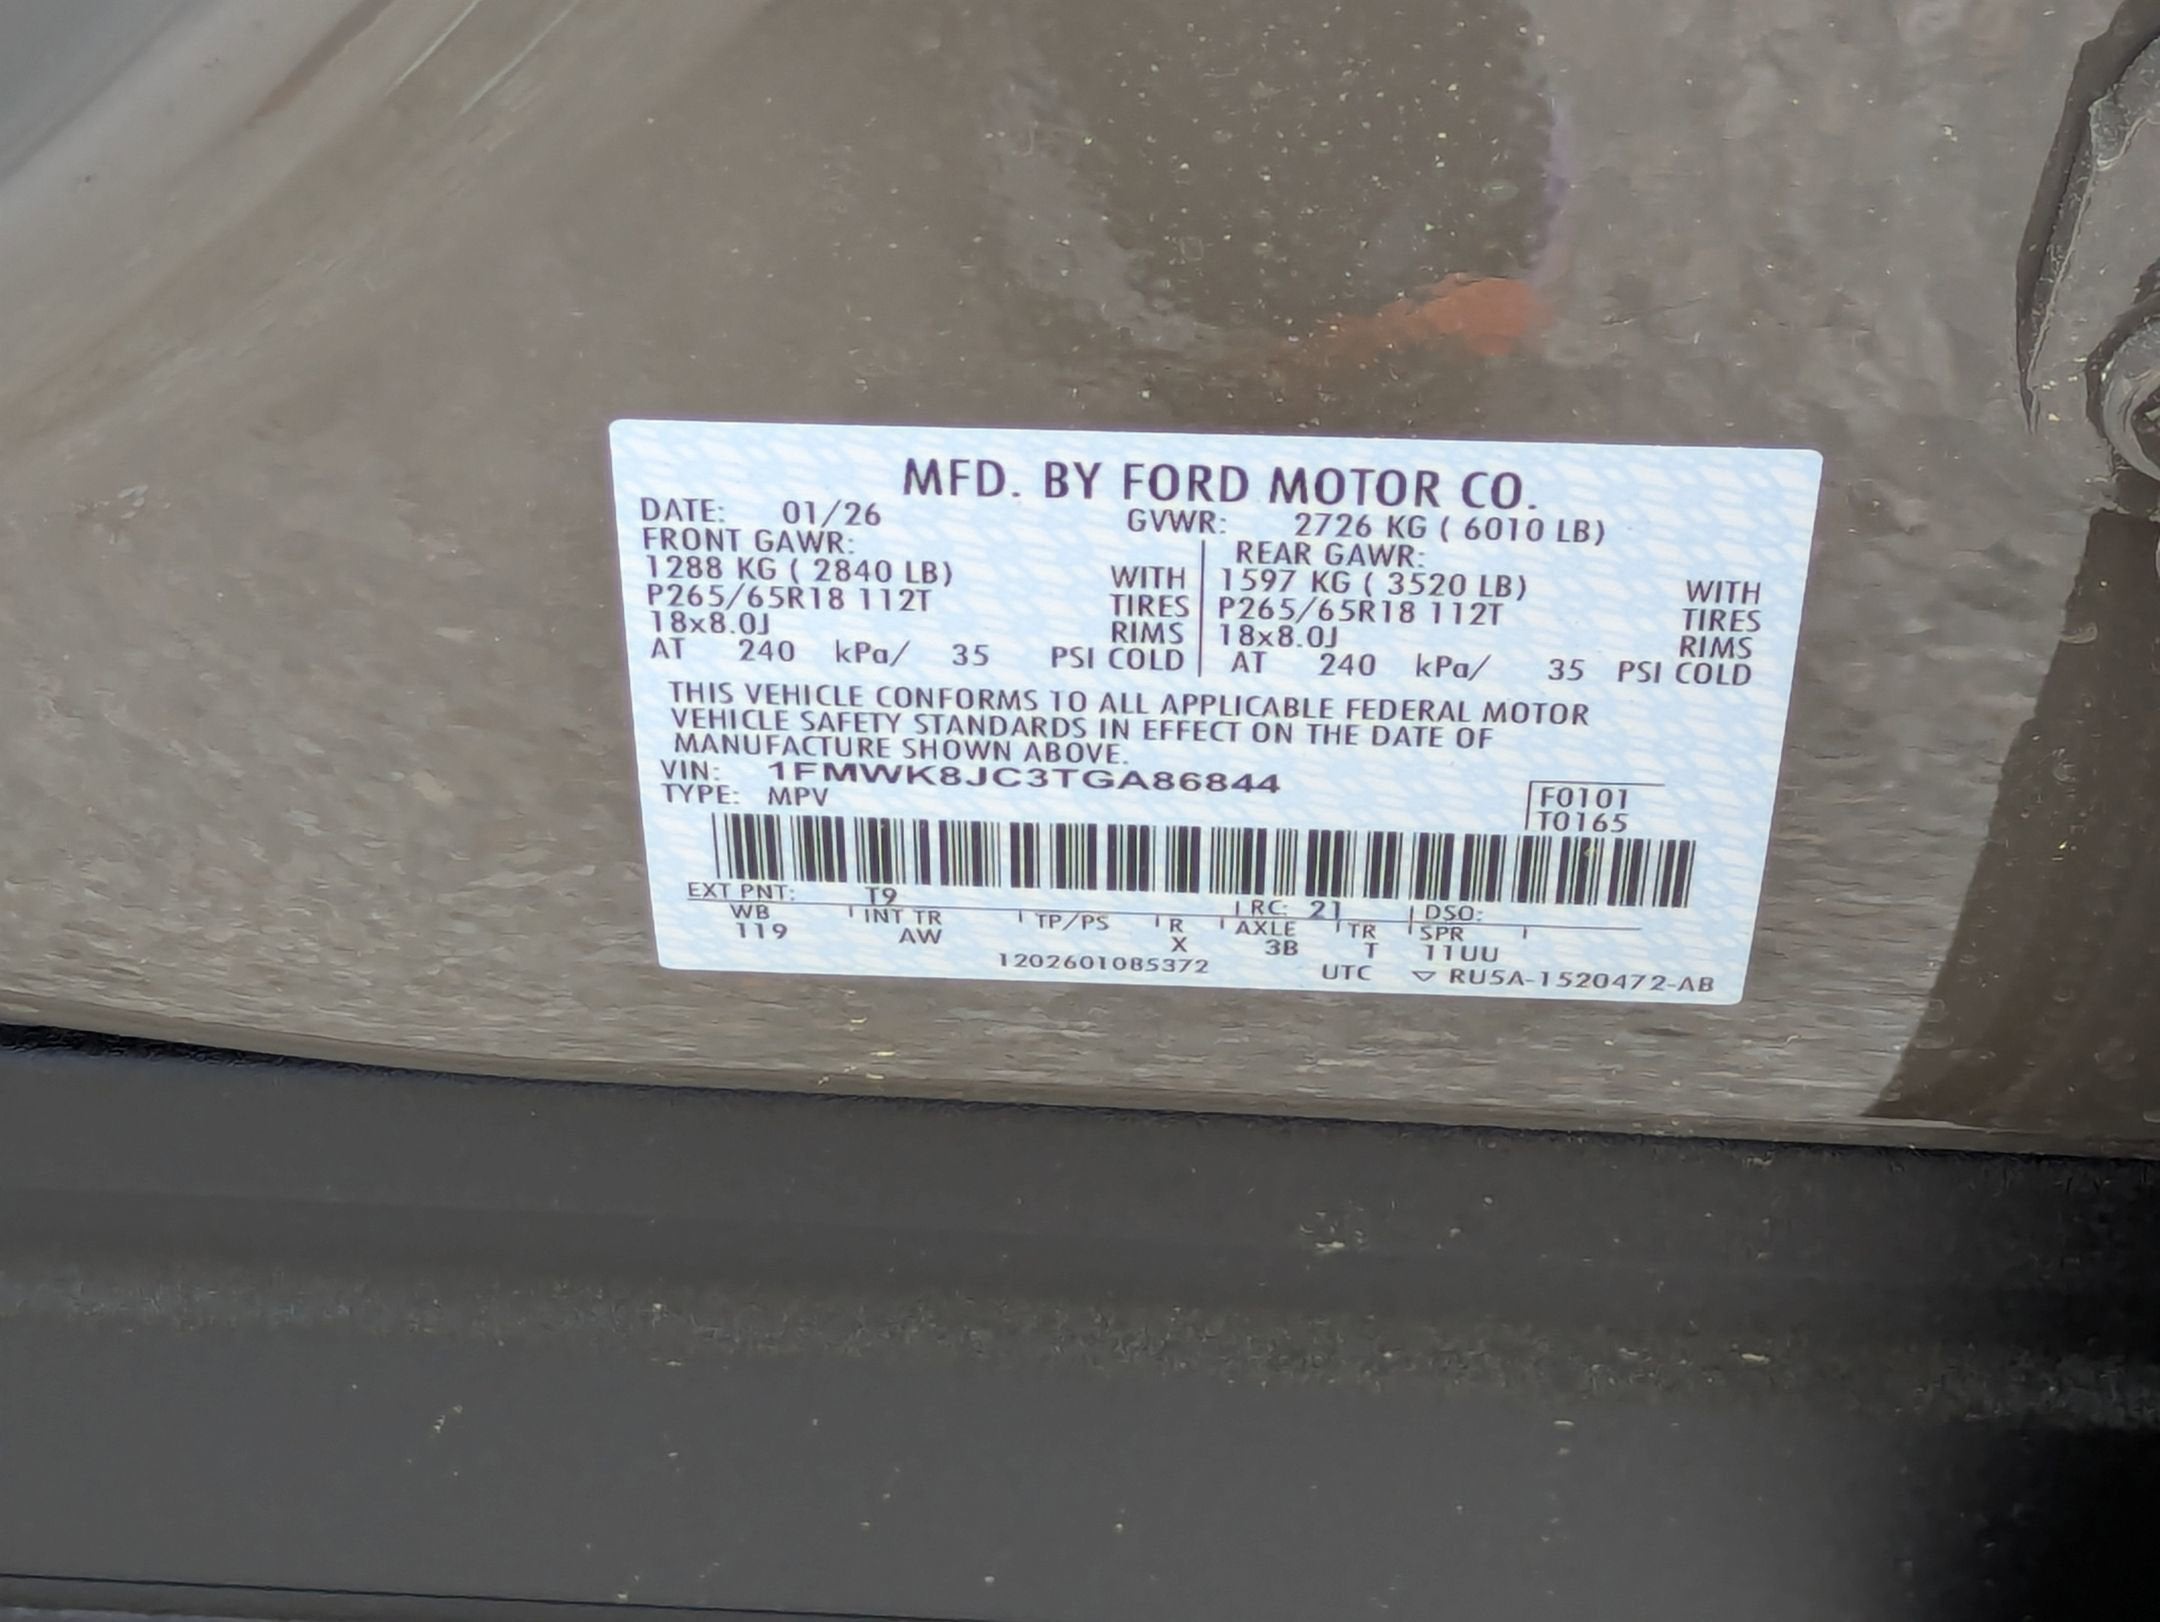 MFD. BY FORD MOTOR CO.
DATE: 01/26 GVWR: 2726 KG ( 6010 LB)
FRONT GAWR: REAR GAWR:
1288 KG ( 2840 LB) WITH 1597 KG ( 3520 LB) WITH
P265/65R18 112T TIRES P265/65R18 112T TIRES
18x8.0J RIMS 18x8.0J RIMS
AT 240 kPa/ 35 PSI COLD AT 240 kPa/ 35 PSI COLD
THIS VEHICLE CONFORMS TO ALL APPLICABLE FEDERAL MOTOR
VEHICLE SAFETY STANDARDS IN EFFECT ON THE DATE OF
MANUFACTURE SHOWN ABOVE.
VIN: 1FMWK8JC3TGA86844
TYPE: MPV F0101
T0165
EXT PNT: T9 RC: 21 DSO:
WB INT TR TP/PS R AXLE TR SPR
119 AW X 3B T 11UU
1202601085372 UTC ▽ RU5A-1520472-AB